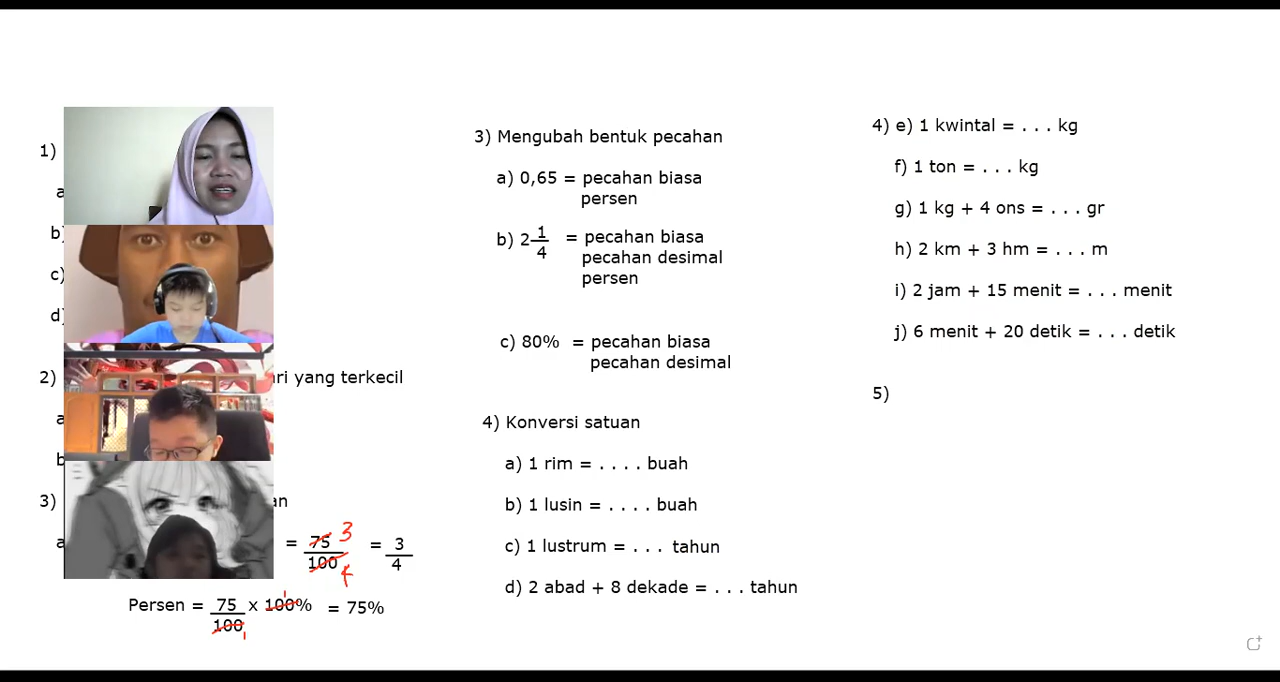 1)
b)
c)
d)
2)
ri yang terkecil
3)
an
= 75 3 / 100 4 = 3 / 4
Persen = 75 / 100 1 x 100% 1 = 75%
3) Mengubah bentuk pecahan
a) 0,65 = pecahan biasa
persen
b) 2 1/4 = pecahan biasa
pecahan desimal
persen
c) 80% = pecahan biasa
pecahan desimal
4) Konversi satuan
a) 1 rim = . . . . buah
b) 1 lusin = . . . . buah
c) 1 lustrum = . . . tahun
d) 2 abad + 8 dekade = . . . tahun
4) e) 1 kwintal = . . . kg
f) 1 ton = . . . kg
g) 1 kg + 4 ons = . . . gr
h) 2 km + 3 hm = . . . m
i) 2 jam + 15 menit = . . . menit
j) 6 menit + 20 detik = . . . detik
5)